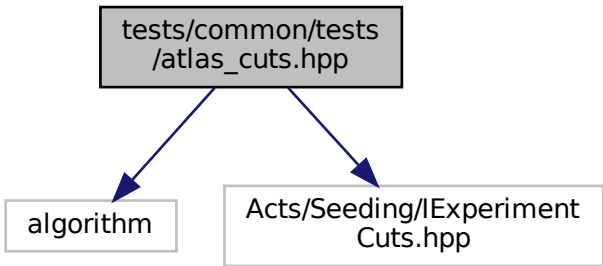 tests/common/tests
/atlas_cuts.hpp
algorithm
Acts/Seeding/IExperiment
Cuts.hpp